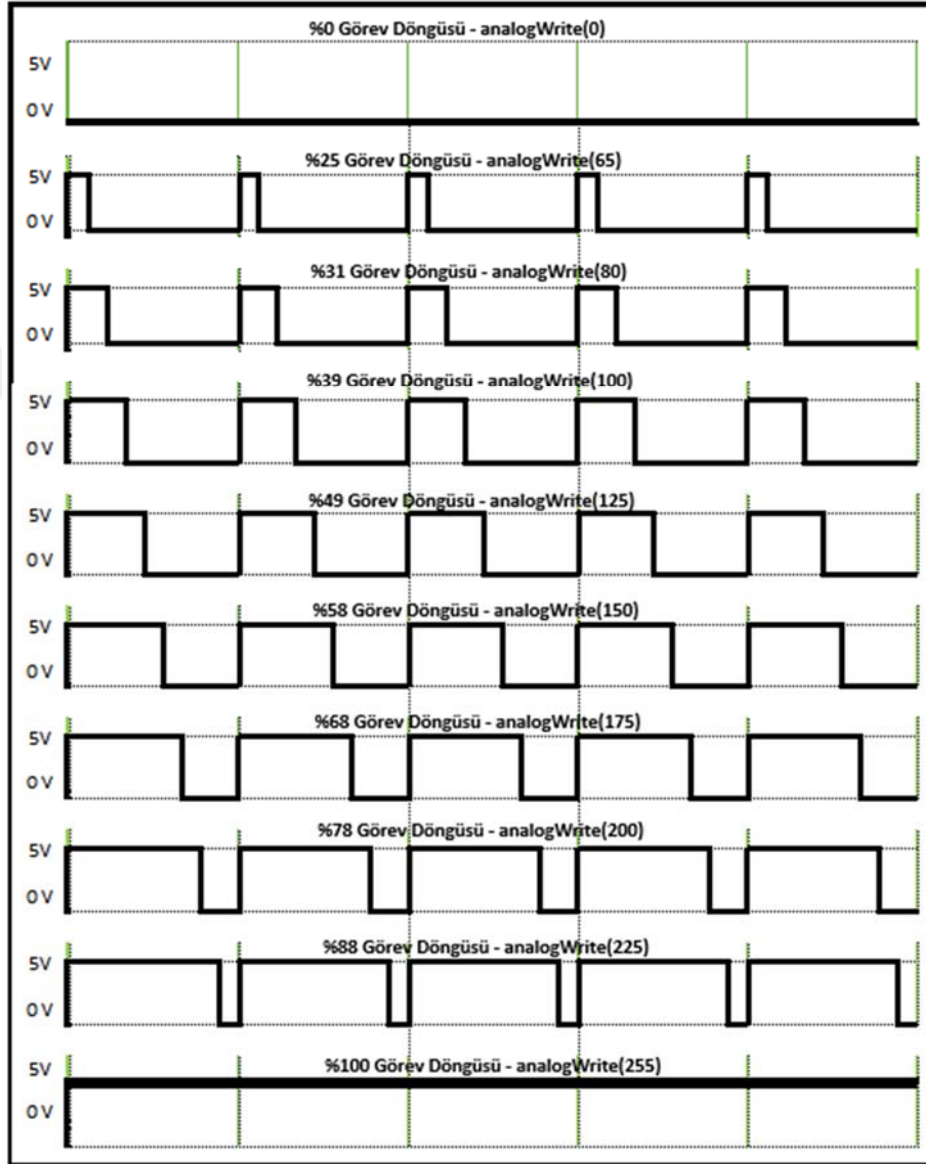 %0 Görev Döngüsü - analogWrite(0)
5V
0 V
%25 Görev Döngüsü - analogWrite(65)
5V
0 V
%31 Görev Döngüsü - analogWrite(80)
5V
0 V
%39 Görev Döngüsü - analogWrite(100)
5V
0 V
%49 Görev Döngüsü - analogWrite(125)
5V
0 V
%58 Görev Döngüsü - analogWrite(150)
5V
0 V
%68 Görev Döngüsü - analogWrite(175)
5V
0 V
%78 Görev Döngüsü - analogWrite(200)
5V
0 V
%88 Görev Döngüsü - analogWrite(225)
5V
0 V
%100 Görev Döngüsü - analogWrite(255)
5V
0 V